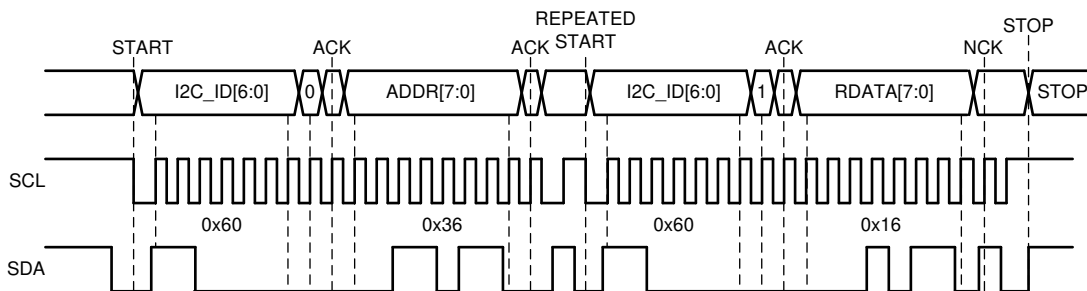 REPEATED
START
STOP
START ACK ACK ACK NCK
I2C_ID[6:0] 0 ADDR[7:0] I2C_ID[6:0] 1 RDATA[7:0] STOP
SCL
0x60 0x36 0x60 0x16
SDA